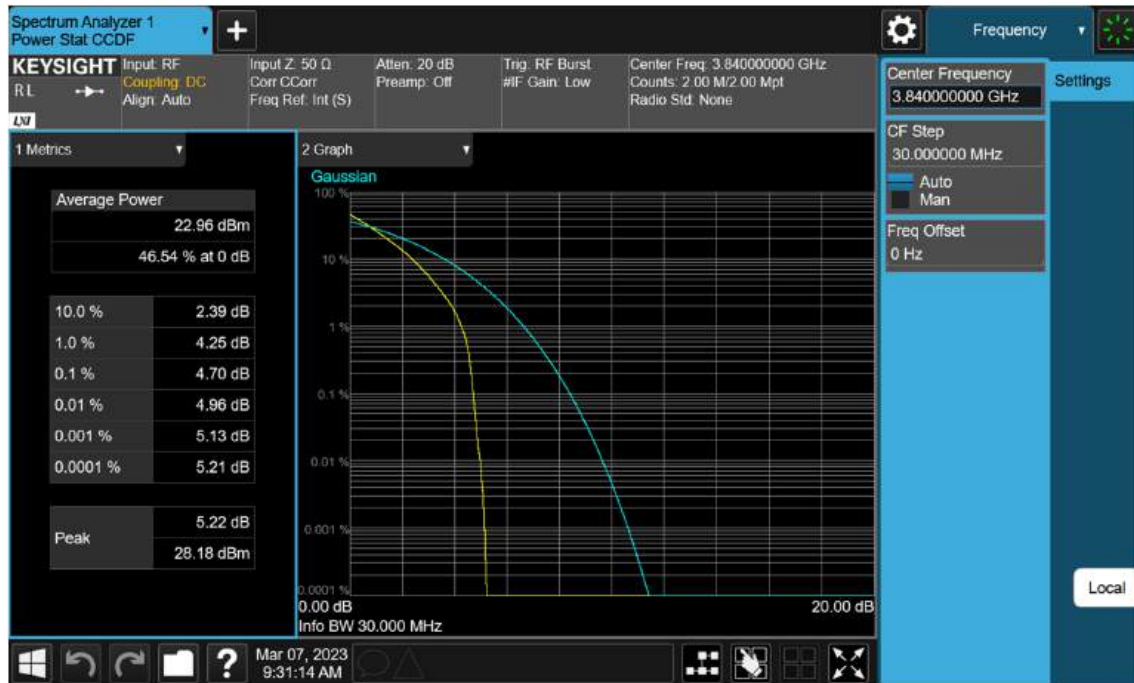 Spectrum Analyzer 1
Power Stat CCDF
+
Frequency
KEYSIGHT
RL
LXI
Input: RF
Coupling: DC
Align: Auto
Input Z: 50 Ω
Corr CCorr
Freq Ref: Int (S)
Atten: 20 dB
Preamp: Off
Trig: RF Burst
#IF Gain: Low
Center Freq: 3.840000000 GHz
Counts: 2.00 M/2.00 Mpt
Radio Std: None
Center Frequency
3.840000000 GHz
Settings
CF Step
30.000000 MHz
Auto
Man
Freq Offset
0 Hz
1 Metrics
Average Power
22.96 dBm
46.54 % at 0 dB
10.0 % 2.39 dB
1.0 % 4.25 dB
0.1 % 4.70 dB
0.01 % 4.96 dB
0.001 % 5.13 dB
0.0001 % 5.21 dB
Peak
5.22 dB
28.18 dBm
2 Graph
Gaussian
100 %
10 %
1 %
0.1 %
0.01 %
0.001 %
0.0001 %
0.00 dB 20.00 dB
Info BW 30.000 MHz
Local
?
Mar 07, 2023
9:31:14 AM